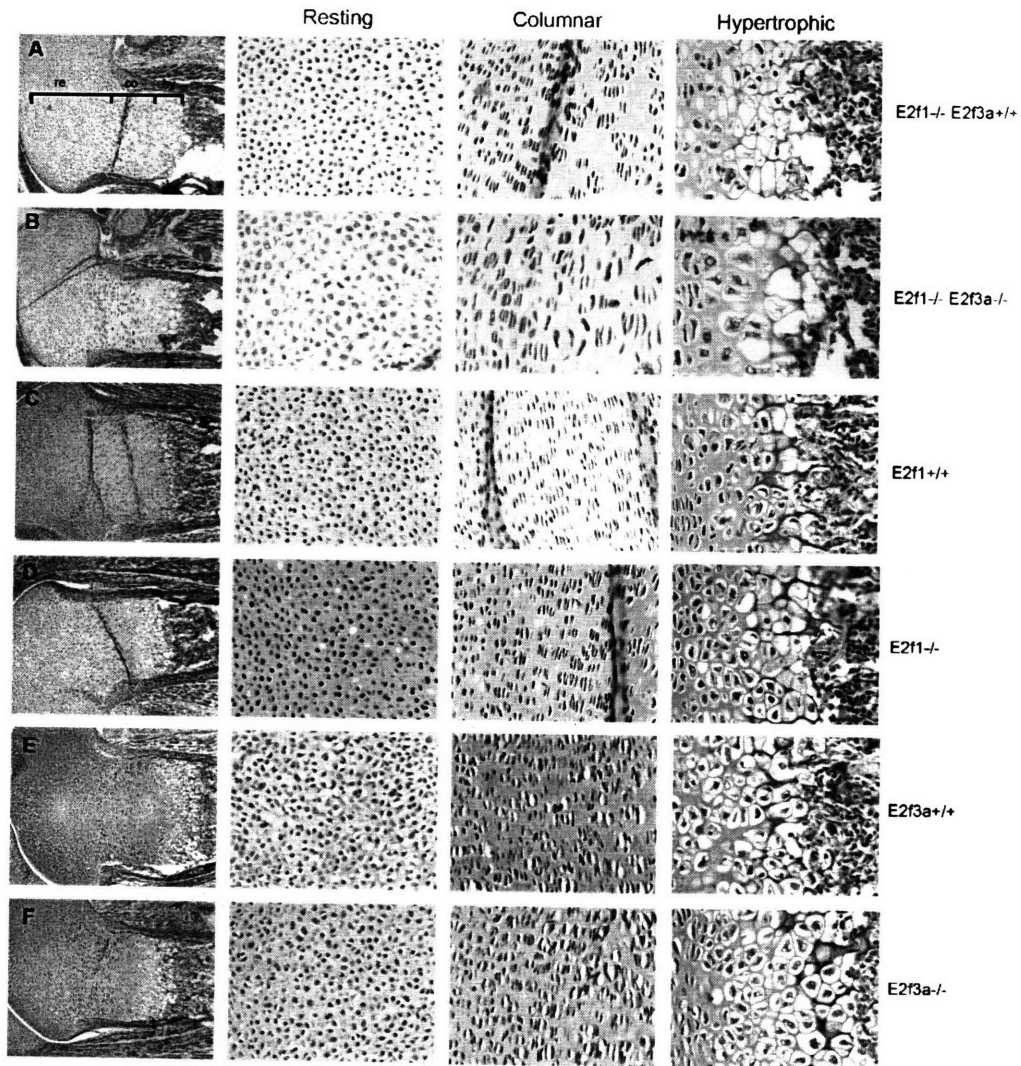 Resting Columnar Hypertrophic
A
re co
E2f1-/- E2f3a+/+
B
E2f1-/- E2f3a-/-
C
E2f1+/+
D
E2f1-/-
E
E2f3a+/+
F
E2f3a-/-